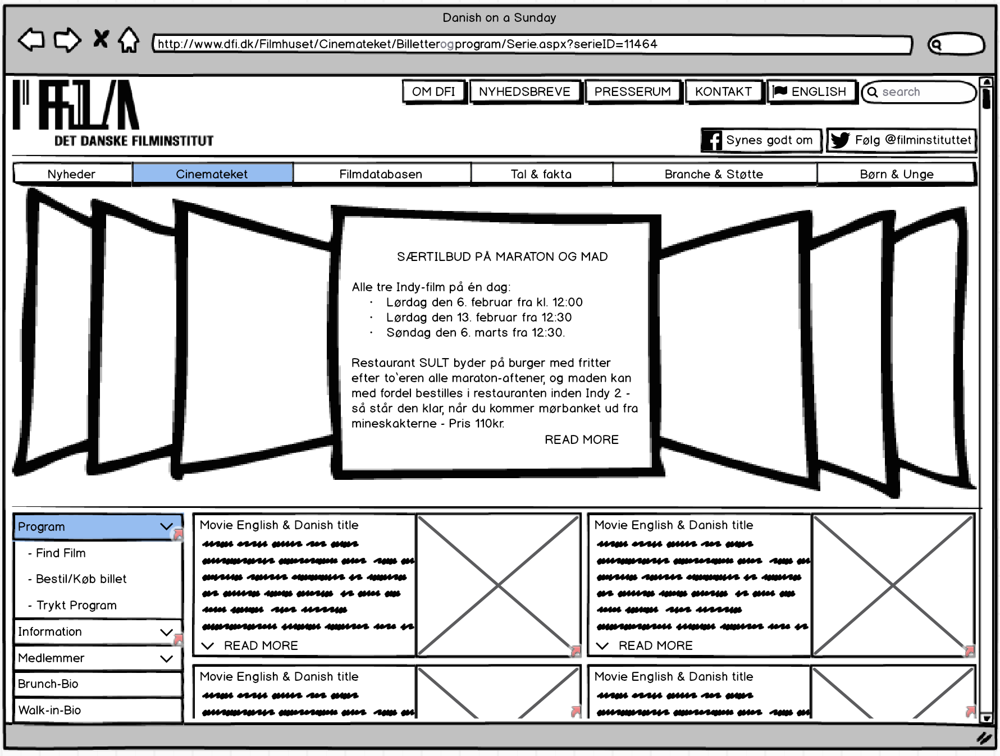 Danish on a Sunday
http://www.dfi.dk/Filmhuset/Cinemateket/Billetterogprogram/Serie.aspx?serieID=11464
OM DFI
NYHEDSBREVE
PRESSERUM
KONTAKT
ENGLISH
search
FILM
DET DANSKE FILMINSTITUT
Synes godt om
Følg @filminstituttet
Nyheder
Cinemateket
Filmdatabasen
Tal & fakta
Branche & Støtte
Børn & Unge
SÆRTILBUD PÅ MARATON OG MAD
Alle tre Indy-film på én dag:
· Lørdag den 6. februar fra kl. 12:00
· Lørdag den 13. februar fra 12:30
· Søndag den 6. marts fra 12:30.
Restaurant SULT byder på burger med fritter
efter to`eren alle maraton-aftener, og maden kan
med fordel bestilles i restauranten inden Indy 2 -
så står den klar, når du kommer mørbanket ud fra
mineskakterne - Pris 110kr.
READ MORE
Program
- Find Film
- Bestil/Køb billet
- Trykt Program
Information
Medlemmer
Brunch-Bio
Walk-in-Bio
Movie English & Danish title
READ MORE
Movie English & Danish title
READ MORE
Movie English & Danish title
Movie English & Danish title